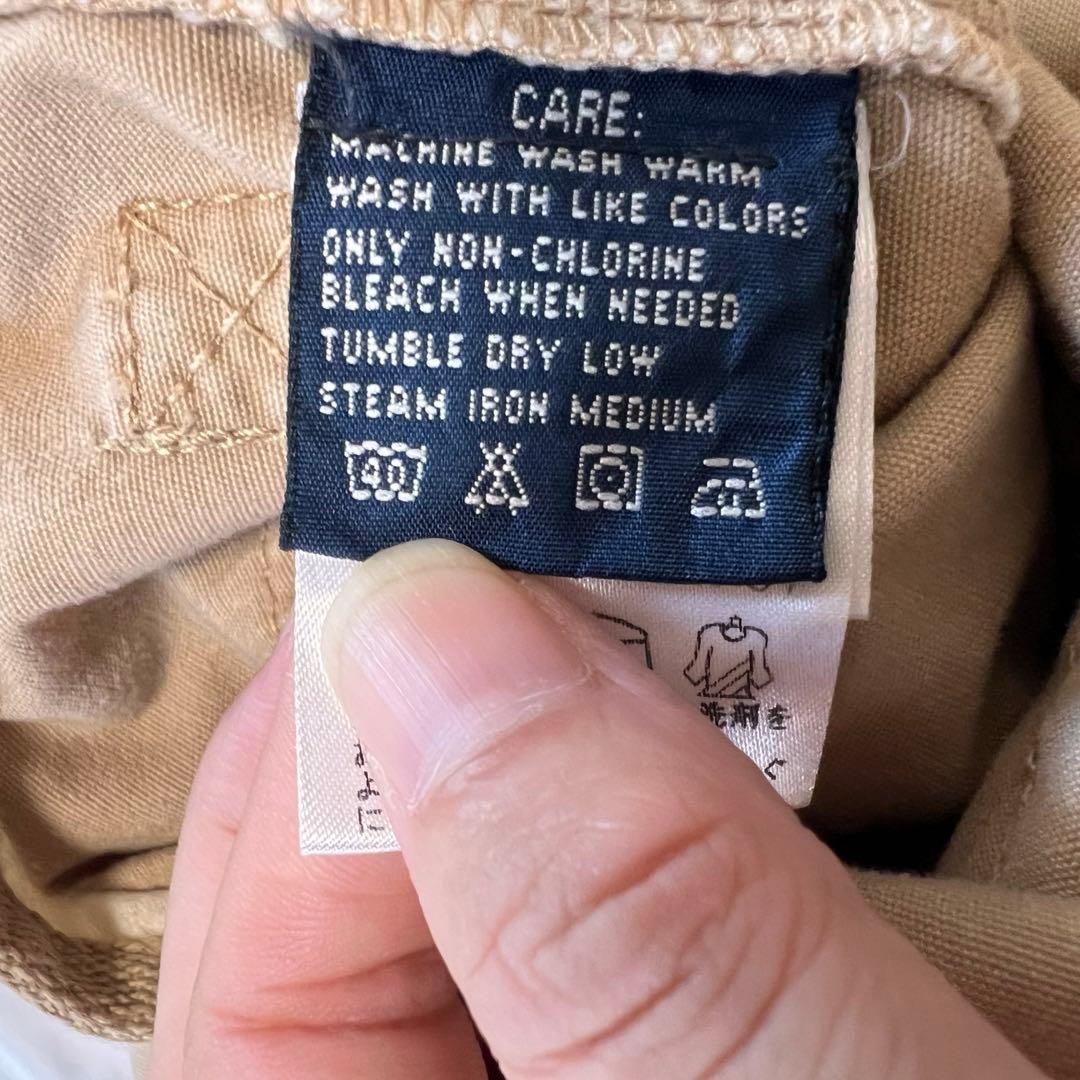 CARE:
MACHINE WASH WARM
WASH WITH LIKE COLORS
ONLY NON-CHLORINE
BLEACH WHEN NEEDED
TUMBLE DRY LOW
STEAM IRON MEDIUM
40
洗剤を